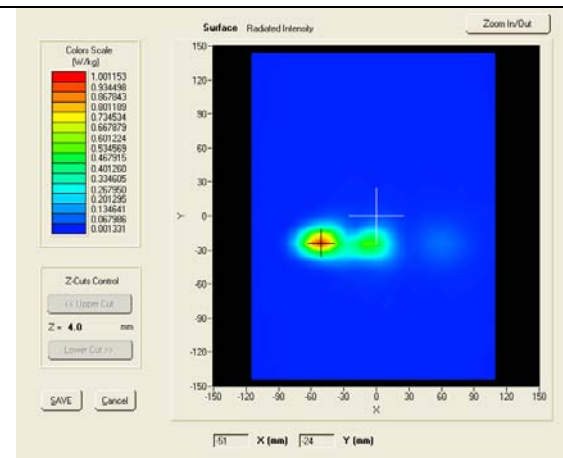 Surface Radiated Intensity
Zoom In/Out
Colors Scale
(W/kg)
1.001153
0.934498
0.867843
0.801189
0.734534
0.667879
0.601224
0.534569
0.467915
0.401260
0.334605
0.267950
0.201295
0.134641
0.067986
0.001331
150
120
90
60
30
0
-30
-60
-90
-120
-150
Y
-150 -120 -90 -60 -30 0 30 60 90 120 150
X
Z-Cuts Control
<< Upper Cut
Z = 4.0 mm
Lower Cut >>
SAVE Cancel
-51 X (mm) -24 Y (mm)